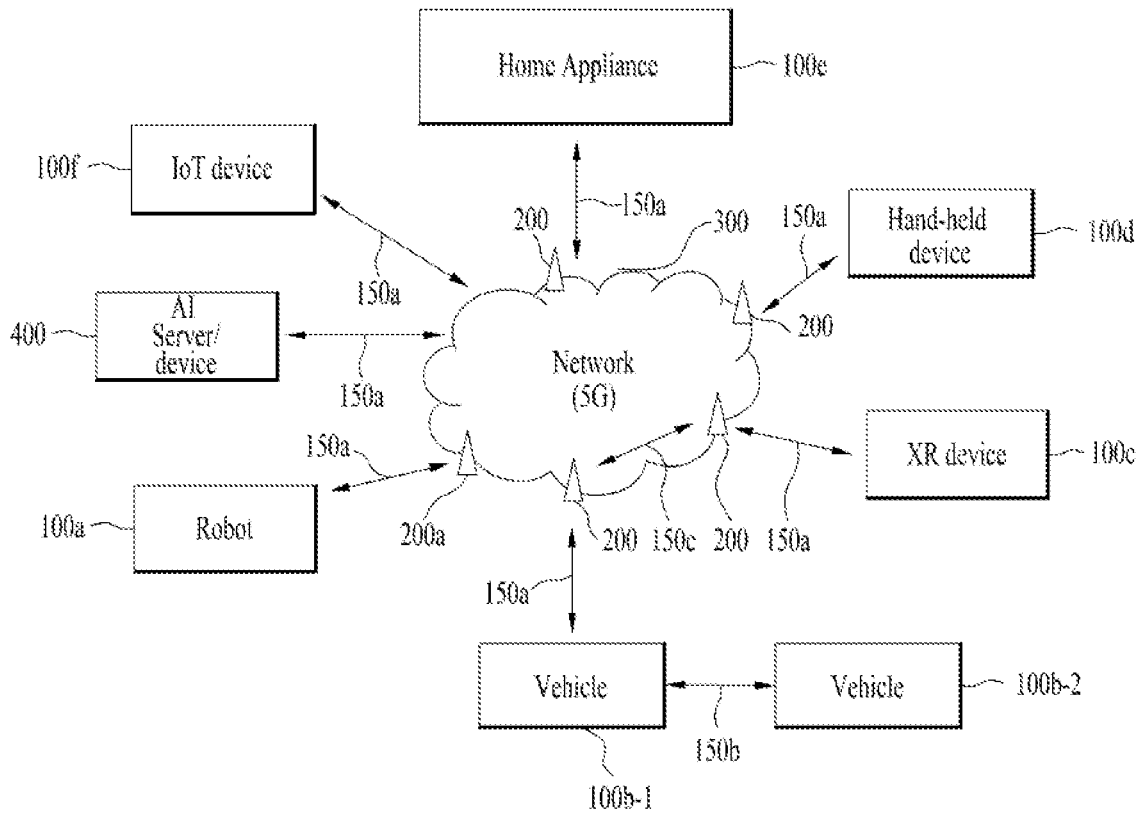 Home Appliance
100e
IoT device
100f
150a
200
300
150a
Hand-held
device
100d
150a
AI
Server/
device
400
150a
200
Network
(5G)
150a
XR device
100c
Robot
100a
200a
200
150c
200
150a
150a
Vehicle
Vehicle
100b-2
150b
100b-1